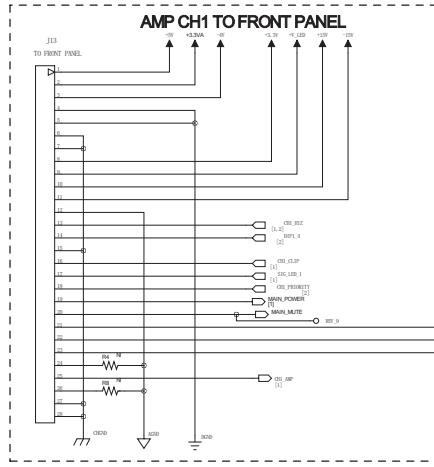 AMP CH1 TO FRONT PANEL
J13
TO FRONT PANEL
+5V
+3.3VA
-4V
+3.3V
+V_LED
+15V
-15V
1
2
3
4
5
6
7
8
9
10
11
12
13
CH1_HIZ
[1,2]
14
[2]
15
16
CH1_CLIP
[1]
17
SIG_LED_1
[1]
18
CH1_PRIORITY
[2]
19
MAIN_POWER
[1]
20
MAIN_MUTE
21
22
23
24
R4
NI
25
CH1_AMP
[1]
26
R8
NI
27
28
CHGND
AGND
DGND